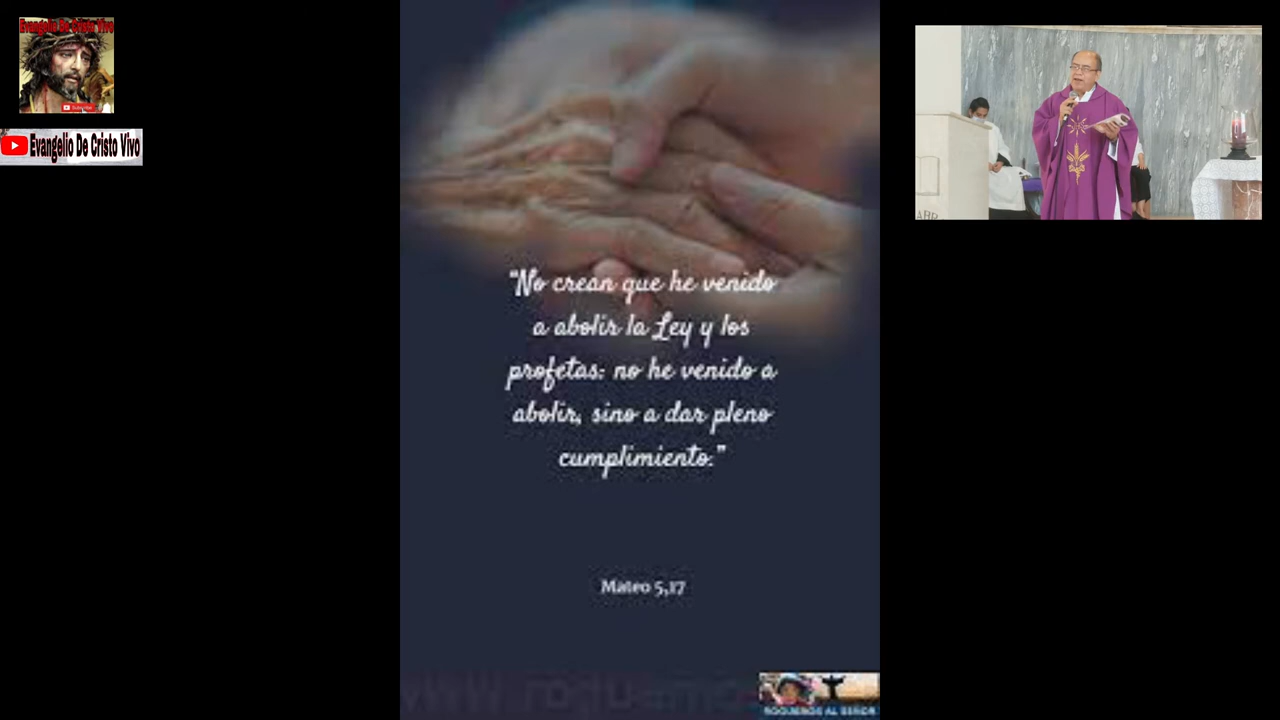 Evangelio De Cristo Vivo
Subscribe
Evangelio De Cristo Vivo
"No crean que he venido
a abolir la Ley y los
profetas: no he venido a
abolir, sino a dar pleno
cumplimiento."
Mateo 5,17
ROGUEMOS AL SEÑOR